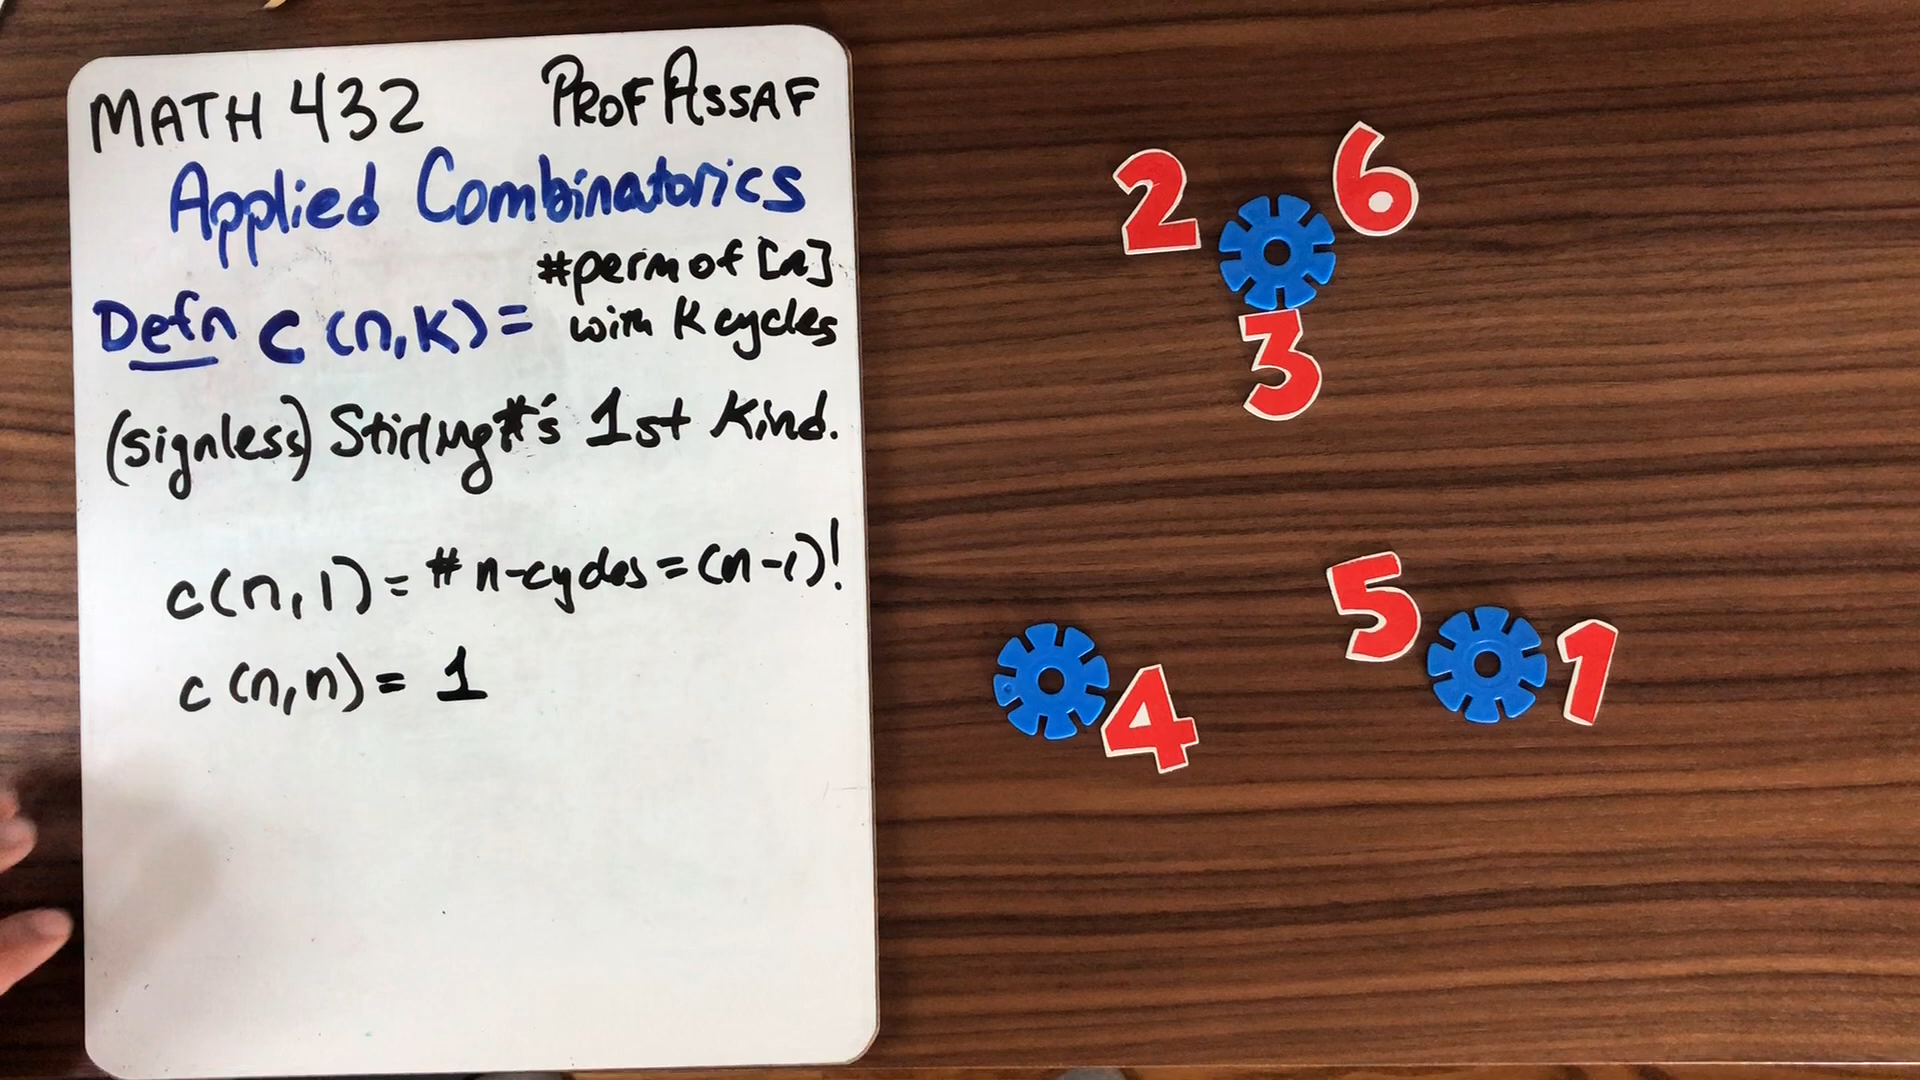 MATH 432 PROF ASSAF
Applied Combinatorics
#perm of [n]
Defn c(n,k) = with k cycles
(signless) Stirling #'s 1st Kind.
c(n,1) = # n-cycles = (n-1)!
c(n,n) = 1
2 6
3
5 1
4